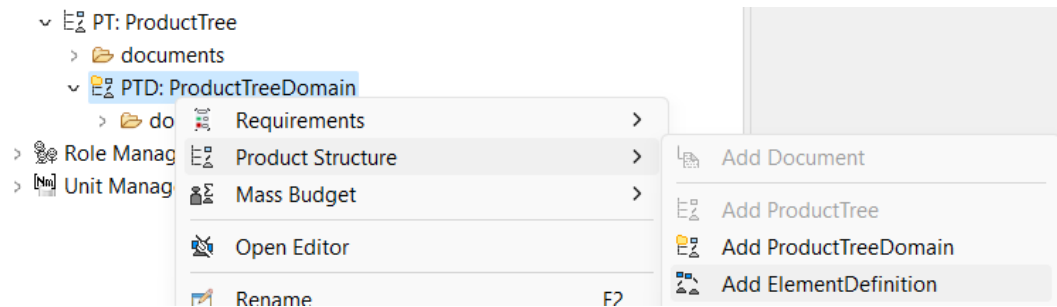 PT: ProductTree
documents
PTD: ProductTreeDomain
do
Requirements
Role Manag
Product Structure
Add Document
Unit Manag
Mass Budget
Add ProductTree
Open Editor
Add ProductTreeDomain
Add ElementDefinition
Rename F2